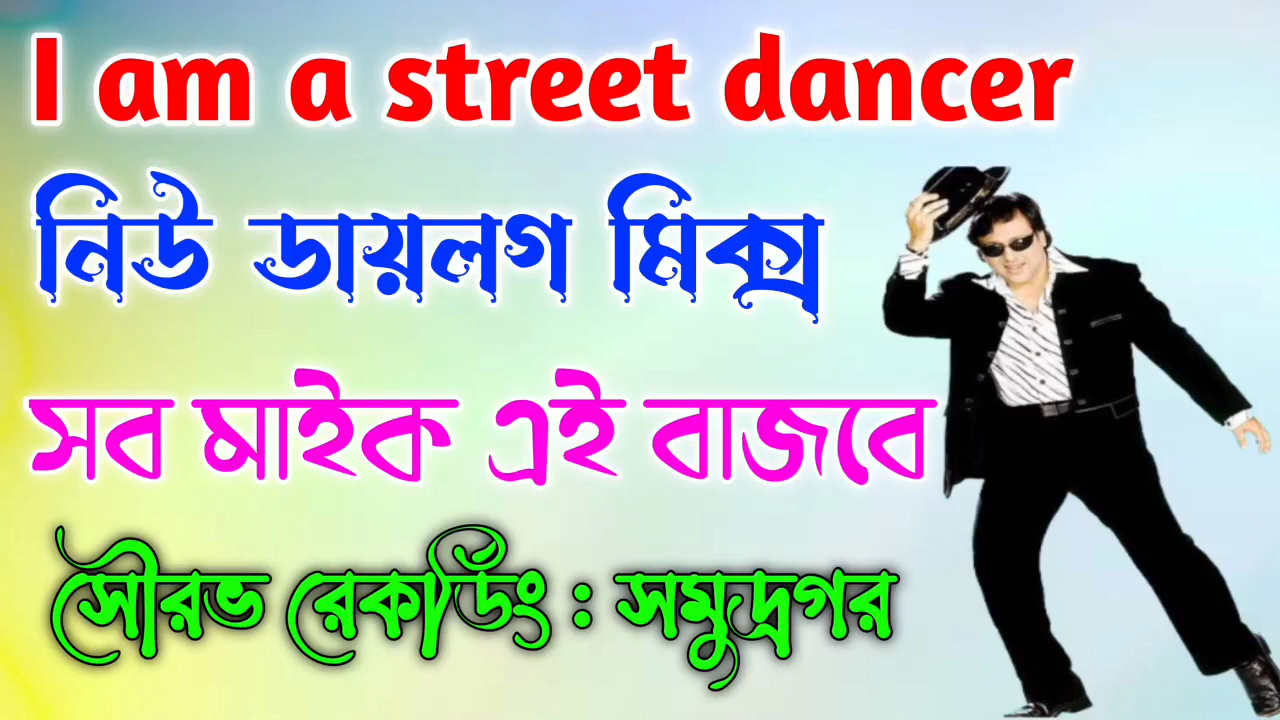 I am a street dancer
নিউ ডায়লগ মিক্স
সব মাইক এই বাজবে
সৌরভ রেকর্ডিং : সমুদ্রগর